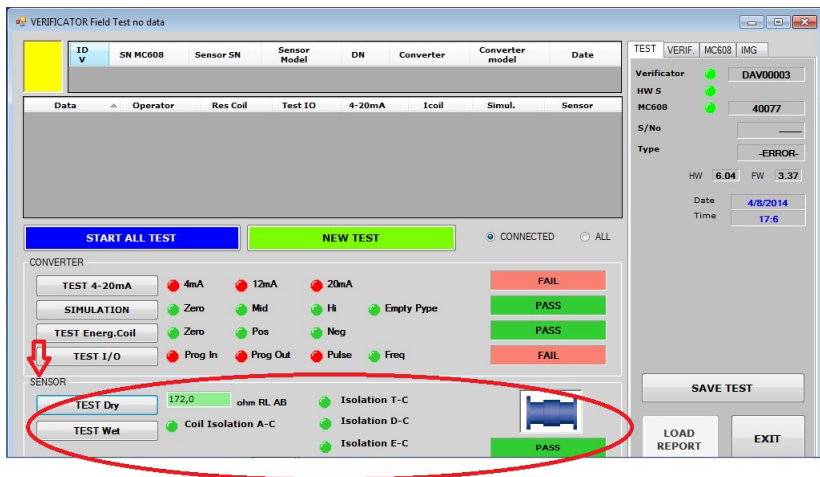 VERIFICATOR Field Test no data
ID V SN MC608 Sensor SN Sensor Model DN Converter Converter model Date
Data Operator Res Coil Test IO 4-20mA Icoil Simul. Sensor
START ALL TEST NEW TEST CONNECTED ALL
CONVERTER
TEST 4-20mA 4mA 12mA 20mA FAIL
SIMULATION Zero Mid Hi Empty Pype PASS
TEST Energ.Coil Zero Pos Neg PASS
TEST I/O Prog In Prog Out Pulse Freq FAIL
SENSOR
TEST Dry 172,0 ohm RL AB Isolation T-C
TEST Wet Coil Isolation A-C Isolation D-C
Isolation E-C PASS
TEST VERIF. MC608 IMG
Verificator DAV00003
HW S
MC608 40077
S/No
Type -ERROR-
HW 6.04 FW 3.37
Date 4/8/2014
Time 17:6
SAVE TEST
LOAD REPORT EXIT